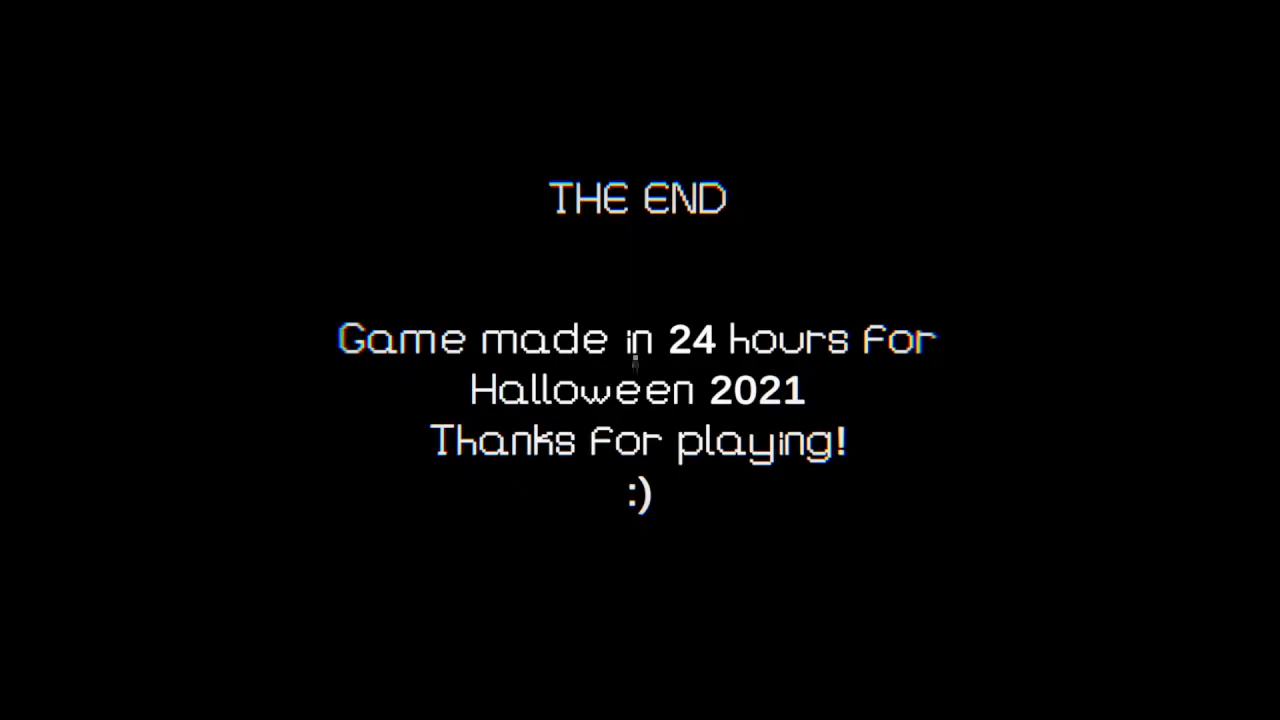 THE END
Game made in 24 hours for
Halloween 2021
Thanks for playing!
:)